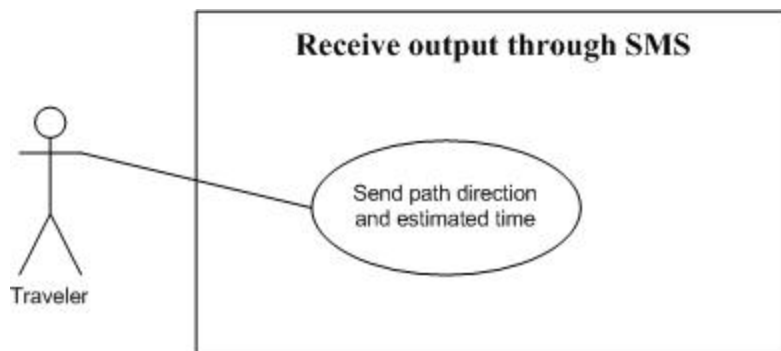 Receive output through SMS
Send path direction
and estimated time
Traveler